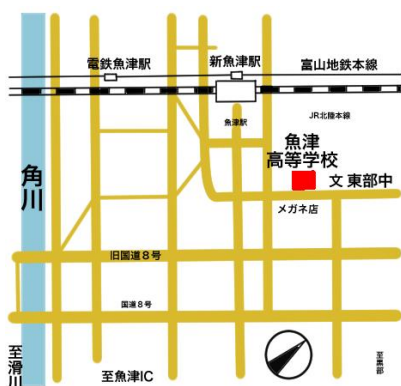 電鉄魚津駅
新魚津駅
富山地鉄本線
魚津駅
JR北陸本線
魚津
高等学校
角川
文 東部中
メガネ店
旧国道8号
国道8号
至滑川
至魚津IC
至黒部